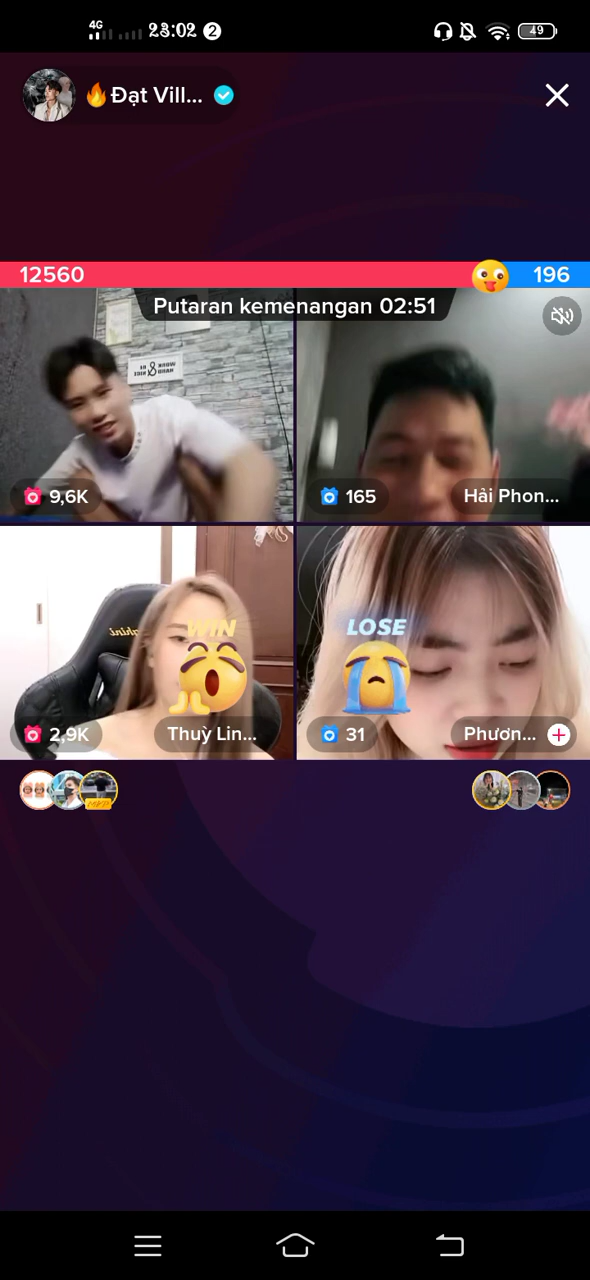 4G
23:02
2
49
🔥Đạt Vill...
12560
196
Putaran kemenangan 02:51
9,6K
165
Hải Phon...
WIN
LOSE
2,9K
Thuỳ Lin...
31
Phươn...
MVP